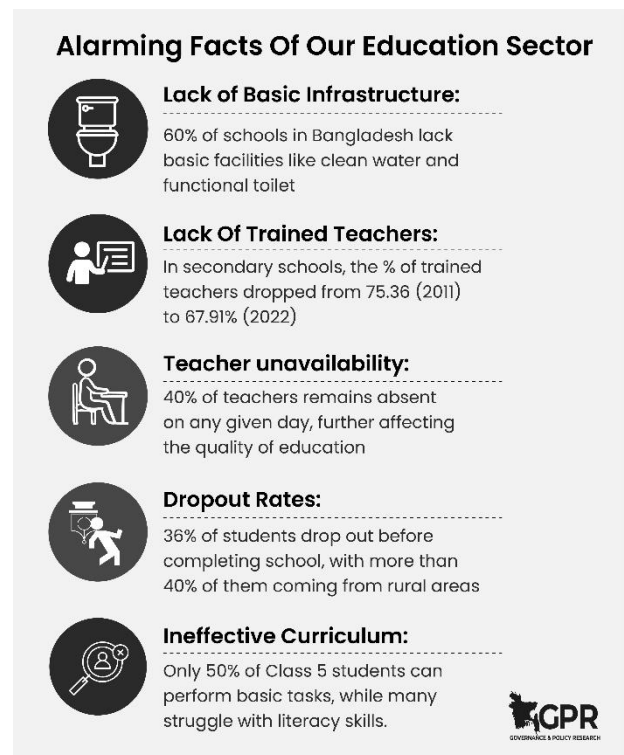 Alarming Facts Of Our Education Sector
Lack of Basic Infrastructure:
60% of schools in Bangladesh lack
basic facilities like clean water and
functional toilet
Lack Of Trained Teachers:
In secondary schools, the % of trained
teachers dropped from 75.36 (2011)
to 67.91% (2022)
Teacher unavailability:
40% of teachers remains absent
on any given day, further affecting
the quality of education
Dropout Rates:
36% of students drop out before
completing school, with more than
40% of them coming from rural areas
Ineffective Curriculum:
Only 50% of Class 5 students can
perform basic tasks, while many
struggle with literacy skills.
GPR
GOVERNANCE & POLICY RESEARCH